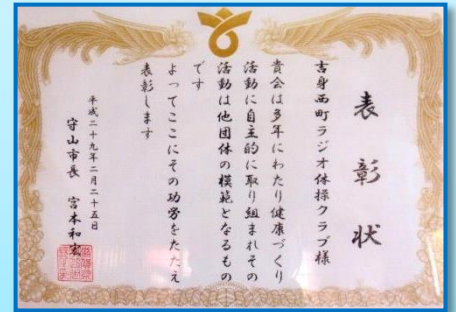 表彰状
吉身西町ラジオ体操クラブ様
貴会は多年にわたり健康づくり
活動に自主的に取り組まれその
活動は他団体の模範となるもの
です
よってここにその功労をたたえ
表彰します
平成二十九年二月二十五日
守山市長 宮本和宏